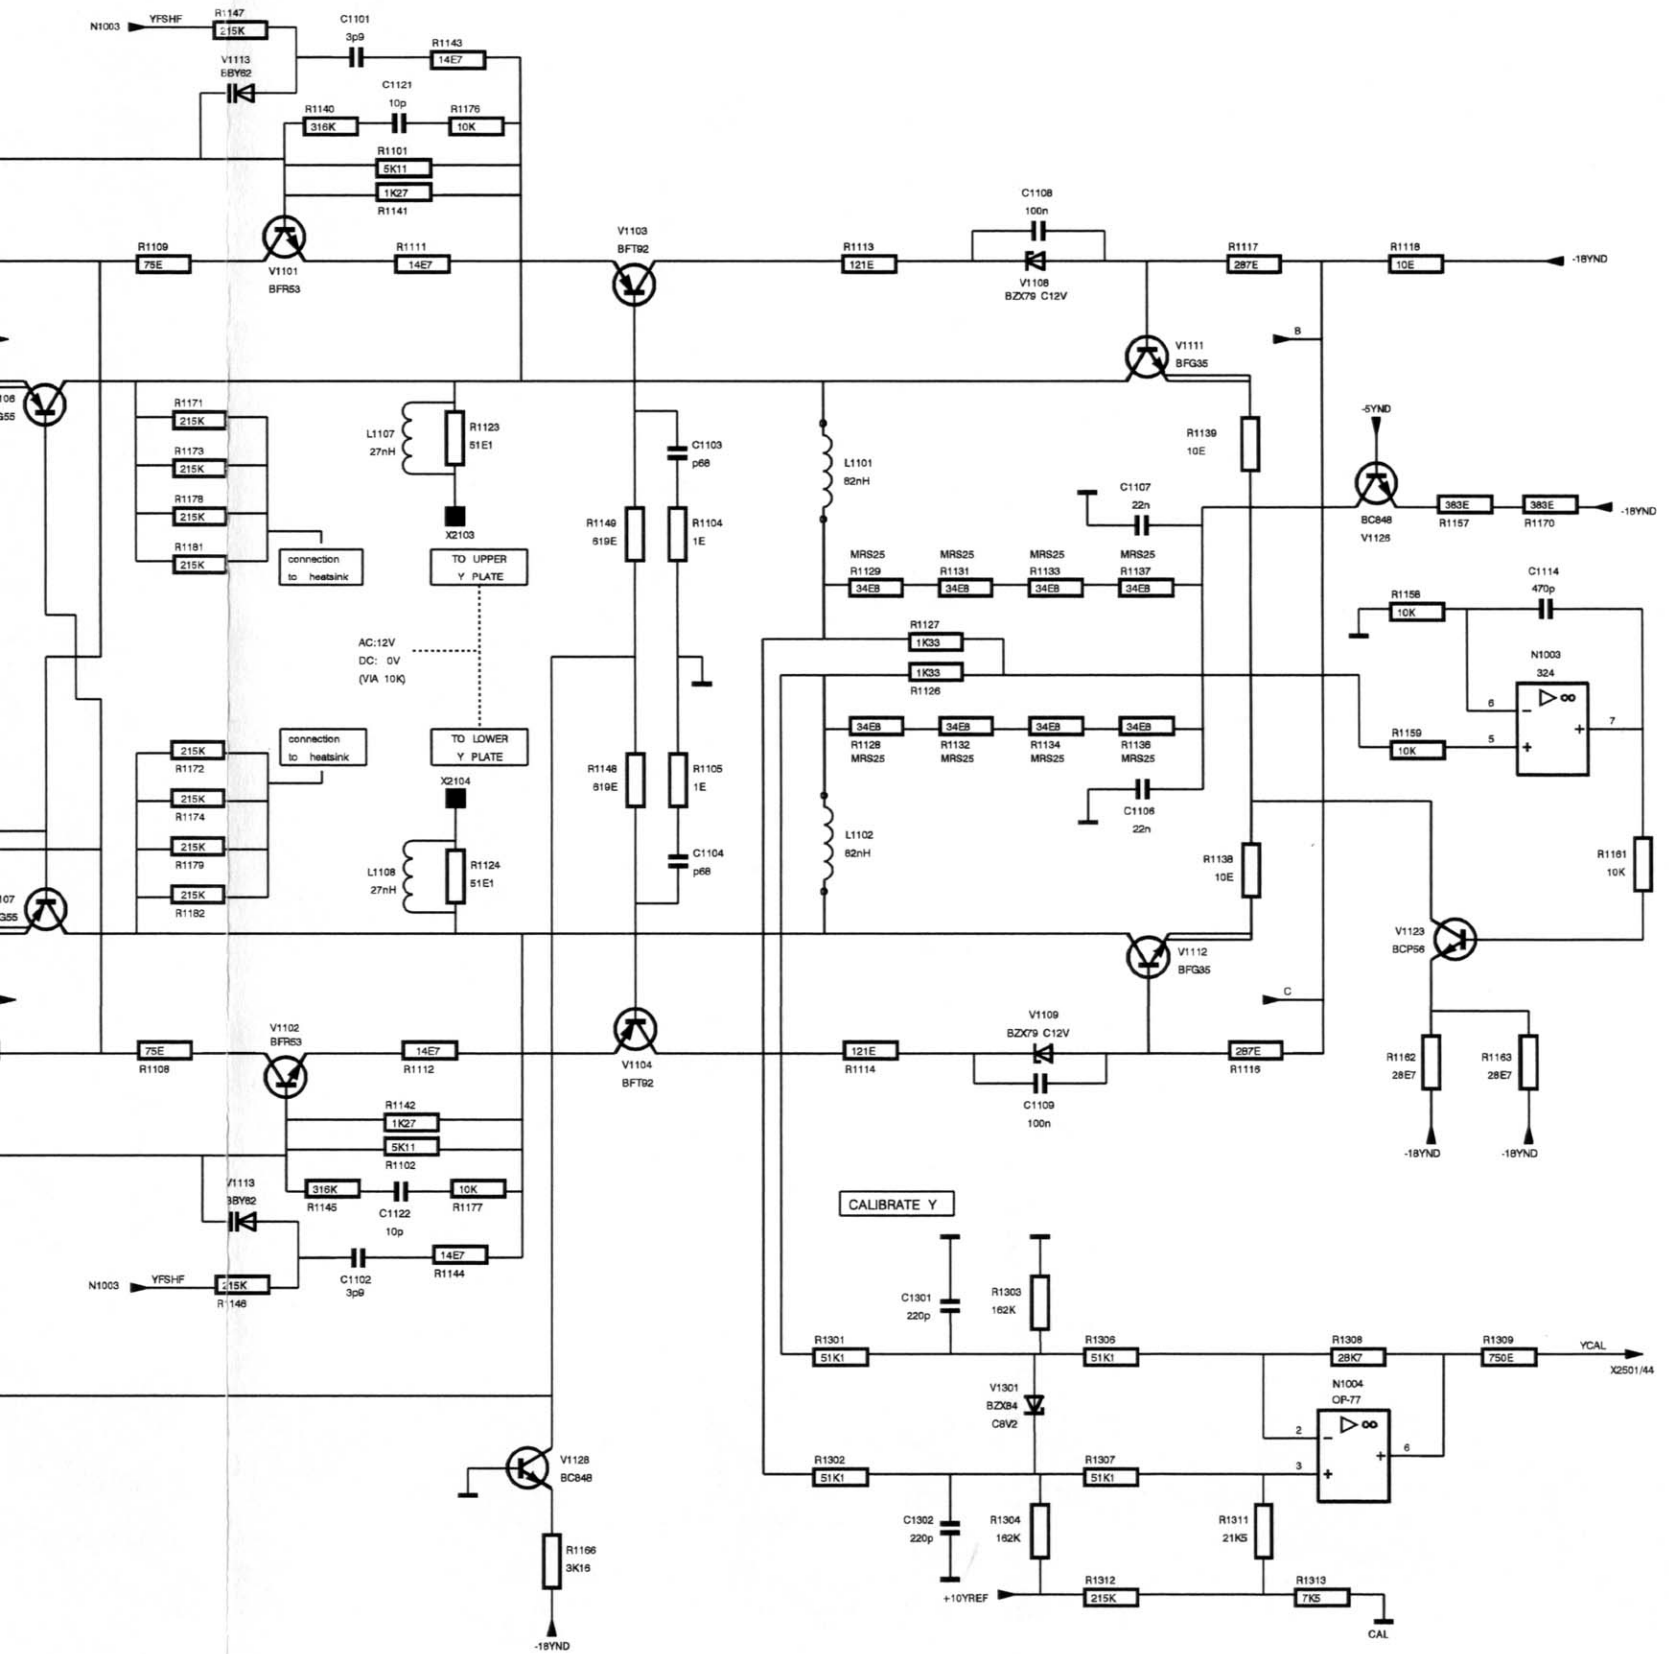 R1147
N1003 YFSHF 215K
C1101
3p9
R1143
14E7
V1113
BBY62
C1121
10p
R1140
316K
R1176
10K
R1101
5K11
1K27
R1141
R1109
75E
V1101
BFR53
R1111
14E7
V1103
BFT92
R1113
121E
C1108
100n
V1108
BZX79 C12V
R1117
287E
R1118
10E
-18YND
B
V1111
BFG35
106
G55
R1171
215K
R1173
215K
R1178
215K
R1181
215K
connection
to heatsink
L1107
27nH
R1123
51E1
X2103
TO UPPER
Y PLATE
AC:12V
DC: 0V
(VIA 10K)
TO LOWER
Y PLATE
X2104
L1108
27nH
R1124
51E1
connection
to heatsink
215K
R1172
215K
R1174
215K
R1179
215K
R1182
107
G55
C1103
p68
R1149
619E
R1104
1E
R1148
619E
R1105
1E
C1104
p68
L1101
82nH
C1107
22n
R1139
10E
-5YND
BC848
V1126
383E
R1157
383E
R1170
-18YND
MRS25 MRS25 MRS25 MRS25
R1129 R1131 R1133 R1137
34E8 34E8 34E8 34E8
R1127
1K33
1K33
R1126
34E8 34E8 34E8 34E8
R1128 R1132 R1134 R1136
MRS25 MRS25 MRS25 MRS25
C1106
22n
L1102
82nH
R1138
10E
R1158
10K
C1114
470p
N1003
324
6
5
7
R1159
10K
R1161
10K
V1123
BCP56
R1162
28E7
R1163
28E7
-18YND
-18YND
V1112
BFG35
C
V1102
BFR53
75E
R1108
14E7
R1112
V1104
BFT92
121E
R1114
V1109
BZX79 C12V
C1109
100n
287E
R1116
R1142
1K27
5K11
R1102
316K
R1145
C1122
10p
10K
R1177
V1113
BBY62
C1102
3p9
14E7
R1144
N1003 YFSHF 215K
R1146
CALIBRATE Y
C1301
220p
R1303
162K
R1301
51K1
R1306
51K1
R1308
28K7
R1309
750E
YCAL
X2501/44
N1004
OP-77
2
3
6
V1301
BZX84
C8V2
R1302
51K1
R1307
51K1
C1302
220p
R1304
162K
R1311
21K5
+10YREF
R1312
215K
R1313
7K5
CAL
V1128
BC848
R1166
3K16
-18YND